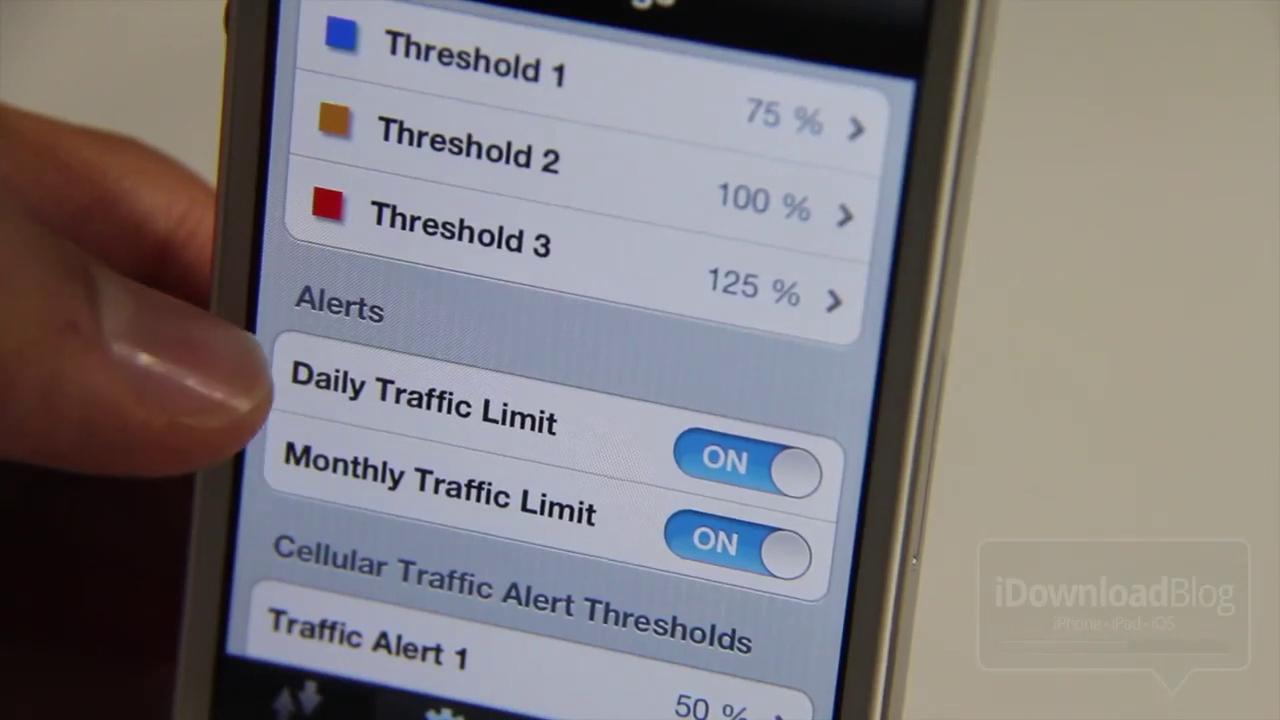 Threshold 1
75 %
Threshold 2
100 %
Threshold 3
125 %
Alerts
Daily Traffic Limit
ON
Monthly Traffic Limit
ON
Cellular Traffic Alert Thresholds
Traffic Alert 1
50 %
iDownloadBlog
iPhone • iPad • iOS